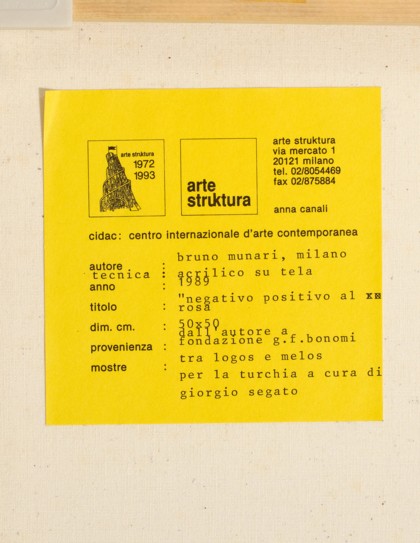 arte struktura
1972
1993
arte
struktura
arte struktura
via mercato 1
20121 milano
tel. 02/8054469
fax 02/875884
anna canali
cidac: centro internazionale d'arte contemporanea
autore : bruno munari, milano
tecnica : acrilico su tela
anno : 1989
titolo : "negativo positivo al
rosa
dim. cm. : 50x50
provenienza : dall'autore a
fondazione g.f.bonomi
mostre : tra logos e melos
per la turchia a cura di
giorgio segato